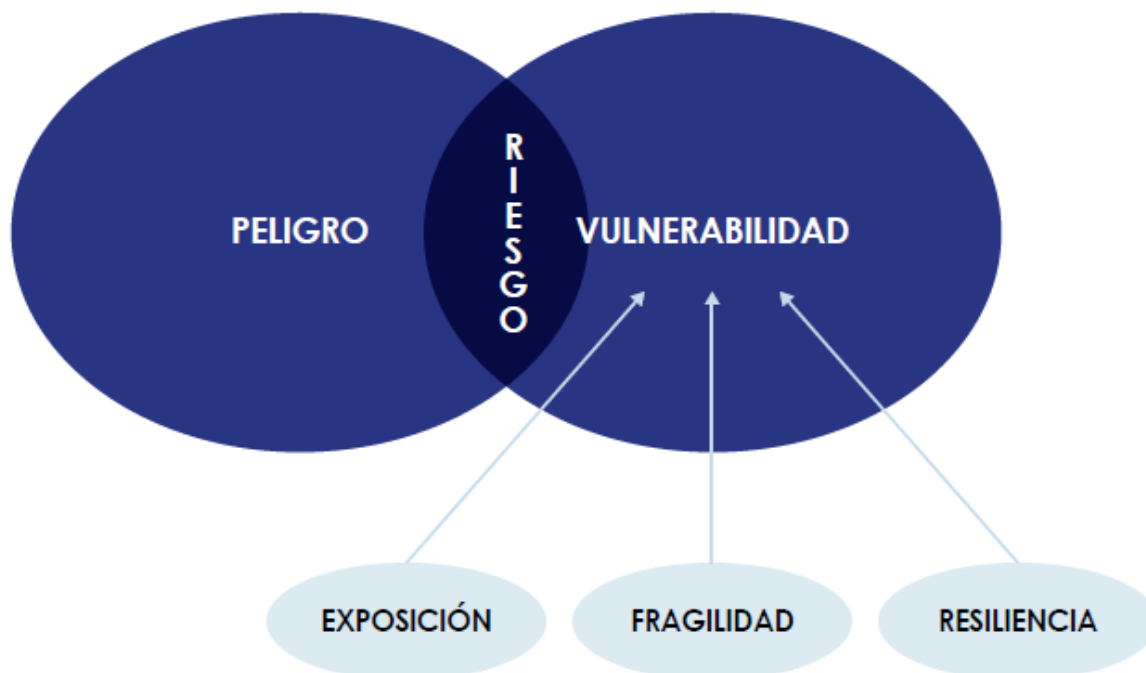 PELIGRO
RIESGO
VULNERABILIDAD
EXPOSICIÓN
FRAGILIDAD
RESILIENCIA